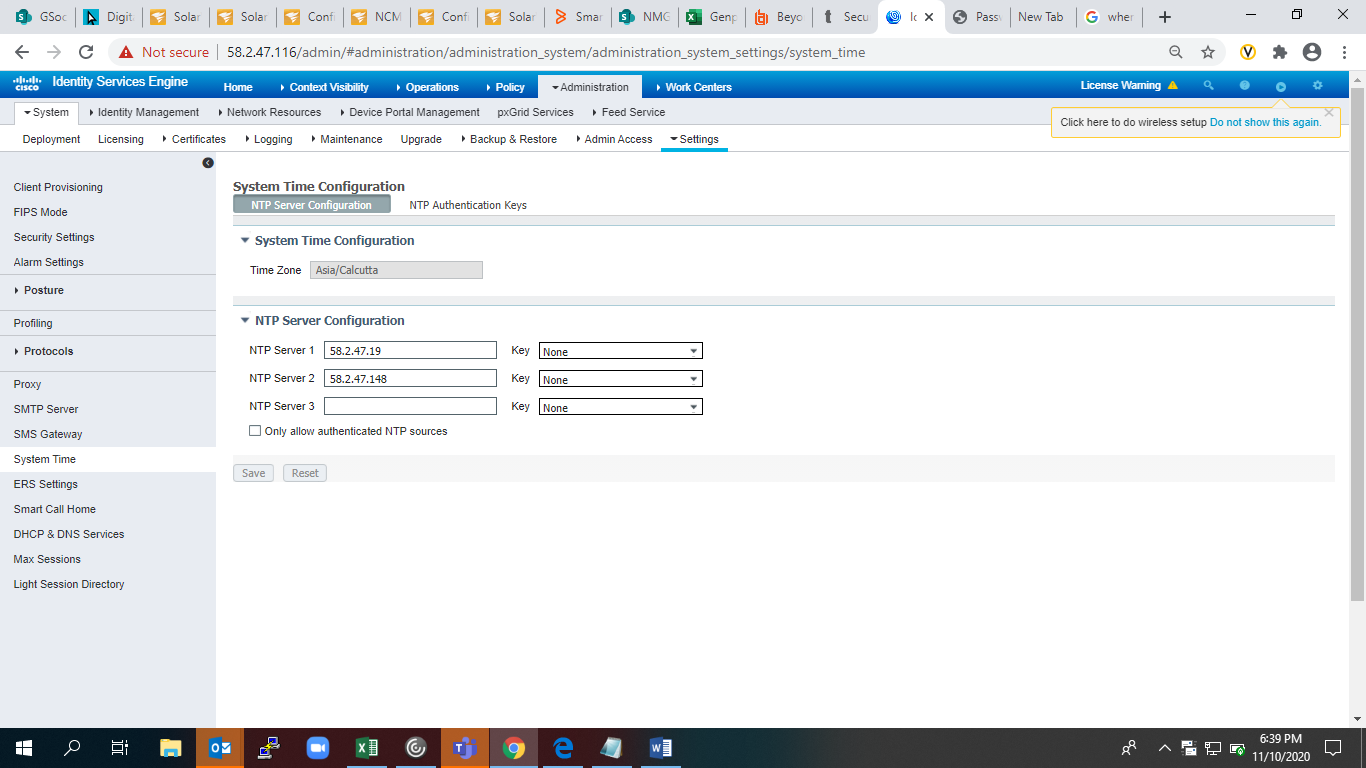 GSoc
Digit
Solar
Solar
Confi
NCM
Confi
Solar
Smar
NMG
Genp
Beyo
Secu
Passw
New Tab
wher
Not secure
58.2.47.116/admin/#administration/administration_system/administration_system_settings/system_time
cisco Identity Services Engine
Home
Context Visibility
Operations
Policy
Administration
Work Centers
License Warning
System
Identity Management
Network Resources
Device Portal Management
pxGrid Services
Feed Service
Click here to do wireless setup Do not show this again.
Deployment
Licensing
Certificates
Logging
Maintenance
Upgrade
Backup & Restore
Admin Access
Settings
Client Provisioning
FIPS Mode
Security Settings
Alarm Settings
Posture
Profiling
Protocols
Proxy
SMTP Server
SMS Gateway
System Time
ERS Settings
Smart Call Home
DHCP & DNS Services
Max Sessions
Light Session Directory
System Time Configuration
NTP Server Configuration
NTP Authentication Keys
System Time Configuration
Time Zone Asia/Calcutta
NTP Server Configuration
NTP Server 1 58.2.47.19 Key None
NTP Server 2 58.2.47.148 Key None
NTP Server 3 Key None
Only allow authenticated NTP sources
Save Reset
6:39 PM
11/10/2020